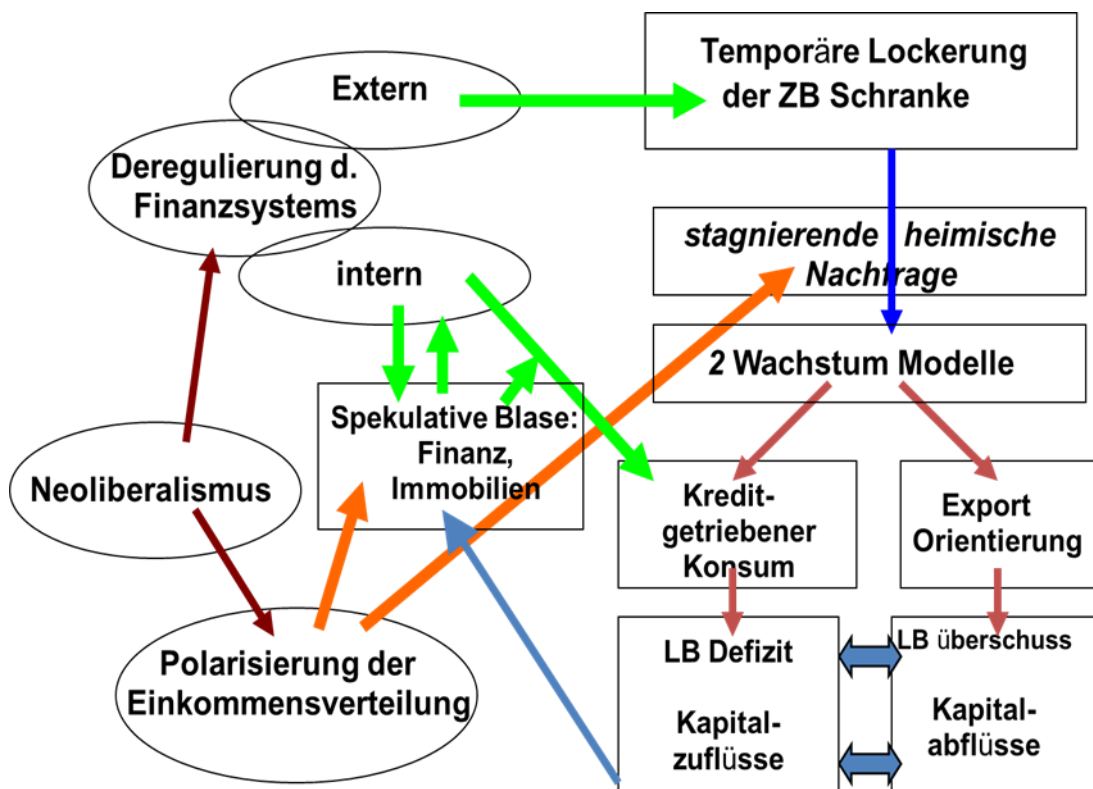 Temporäre Lockerung
der ZB Schranke
Extern
Deregulierung d.
Finanzsystems
stagnierende heimische
Nachfrage
intern
2 Wachstum Modelle
Spekulative Blase:
Finanz,
Immobilien
Neoliberalismus
Kredit-
getriebener
Konsum
Export
Orientierung
Polarisierung der
Einkommensverteilung
LB Defizit
Kapital-
zuflüsse
LB überschuss
Kapital-
abflüsse